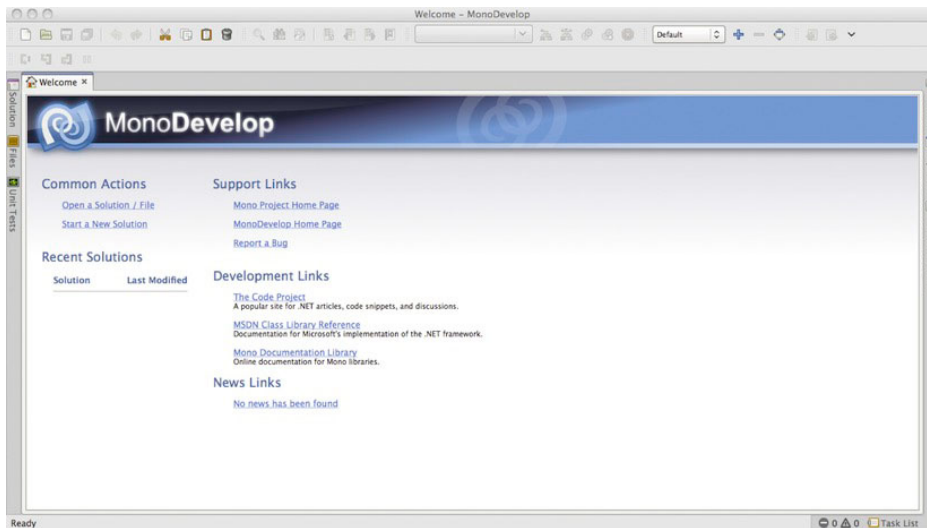 Welcome – MonoDevelop
Default
Welcome
Solution
Files
Unit Tests
MonoDevelop
Common Actions
Open a Solution / File
Start a New Solution
Recent Solutions
Solution Last Modified
Support Links
Mono Project Home Page
MonoDevelop Home Page
Report a Bug
Development Links
The Code Project
A popular site for .NET articles, code snippets, and discussions.
MSDN Class Library Reference
Documentation for Microsoft's implementation of the .NET framework.
Mono Documentation Library
Online documentation for Mono libraries.
News Links
No news has been found
Ready
0 0 Task List